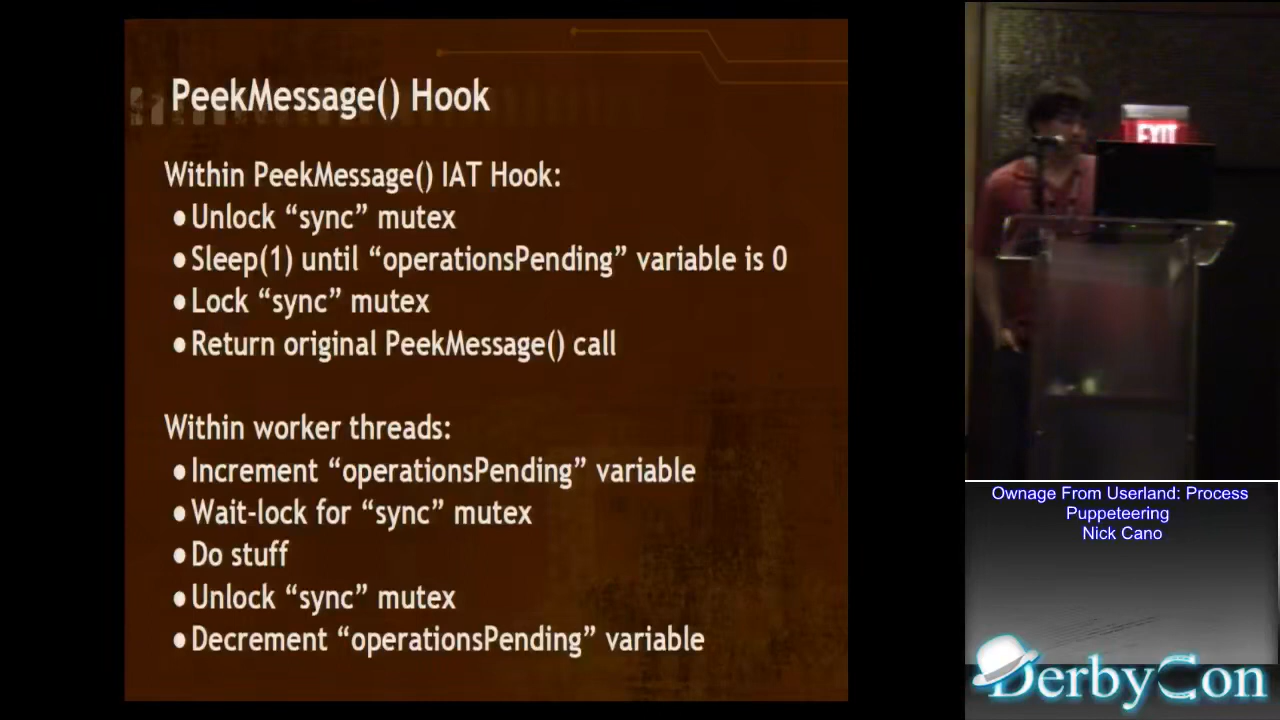 PeekMessage() Hook
Within PeekMessage() IAT Hook:
●Unlock “sync” mutex
●Sleep(1) until “operationsPending” variable is 0
●Lock “sync” mutex
●Return original PeekMessage() call
Within worker threads:
●Increment “operationsPending” variable
●Wait-lock for “sync” mutex
●Do stuff
●Unlock “sync” mutex
●Decrement “operationsPending” variable
EXIT
Ownage From Userland: Process
Puppeteering
Nick Cano
DerbyCon